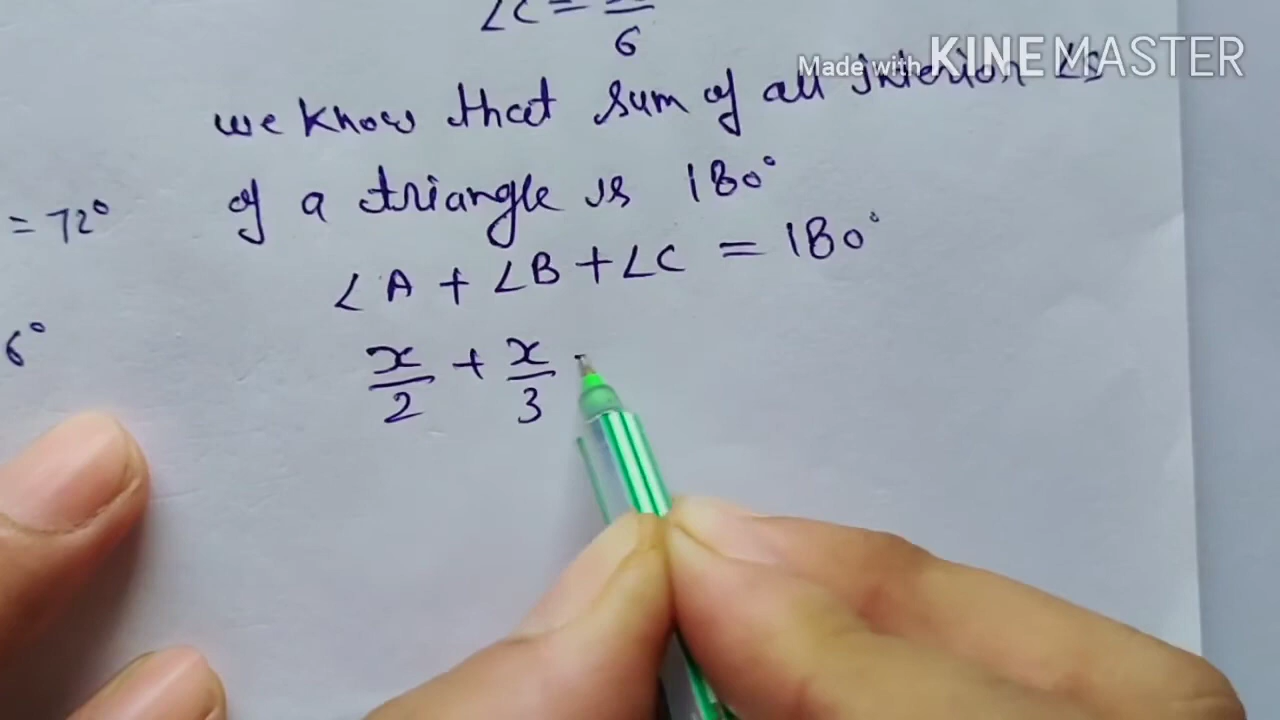 ∠C = x/6
Made with KINEMASTER
we know that sum of all interior ∠s
of a triangle is 180°
= 72°
∠A + ∠B + ∠C = 180°
6°
x/2 + x/3